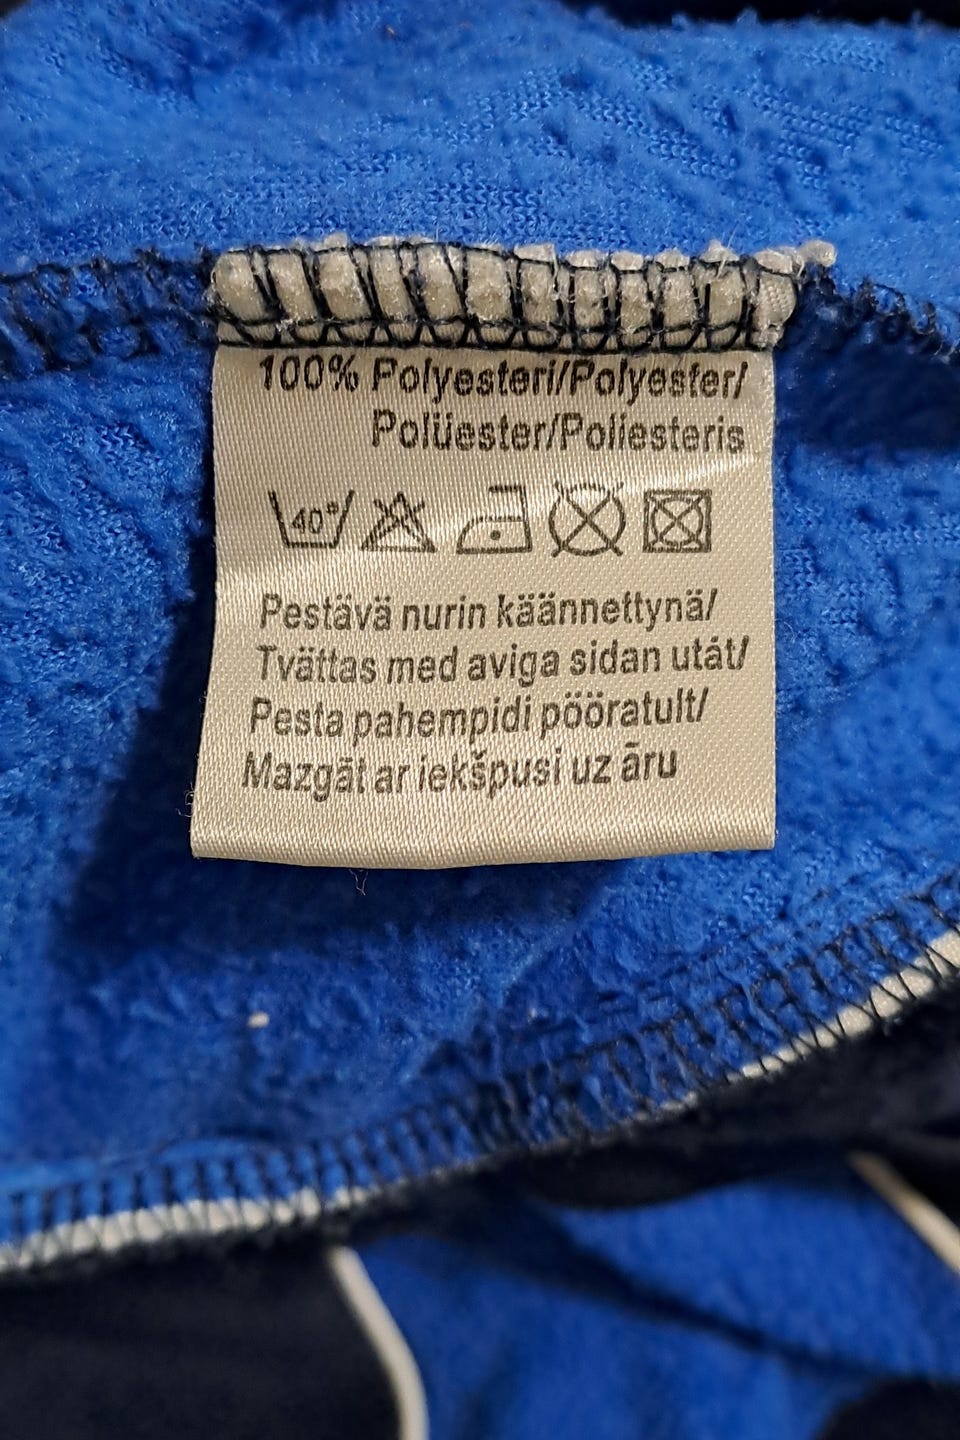 100% Polyesteri/Polyester/
Polüester/Poliesteris
40°
Pestävä nurin käännettynä/
Tvättas med aviga sidan utåt/
Pesta pahempidi pööratult/
Mazgāt ar iekšpusi uz āru